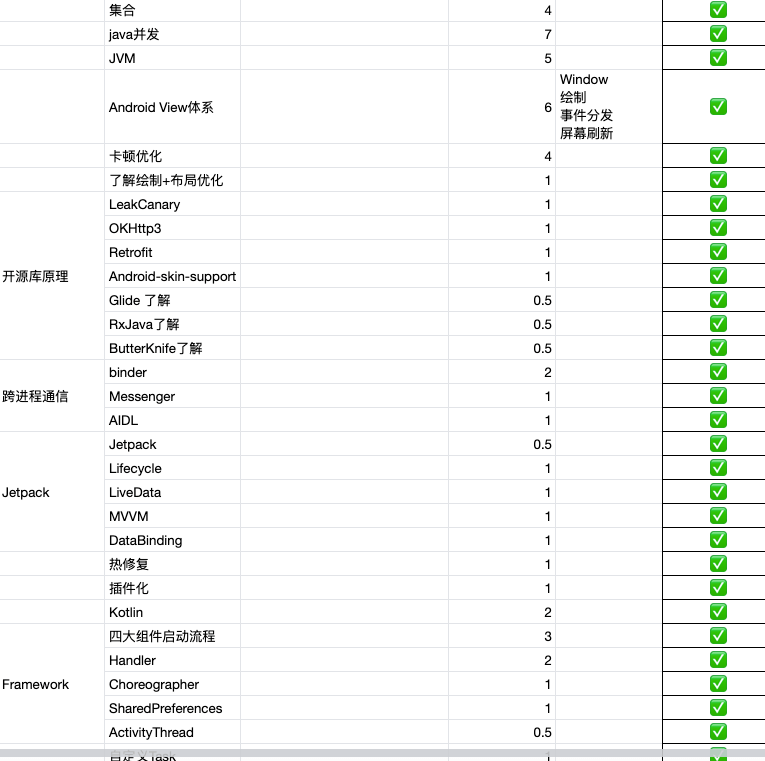 集合 4 ✅
java并发 7 ✅
JVM 5 ✅
Android View体系 6 Window ✅
绘制
事件分发
屏幕刷新
卡顿优化 4 ✅
了解绘制+布局优化 1 ✅
LeakCanary 1 ✅
OKHttp3 1 ✅
Retrofit 1 ✅
开源库原理 Android-skin-support 1 ✅
Glide 了解 0.5 ✅
RxJava了解 0.5 ✅
ButterKnife了解 0.5 ✅
binder 2 ✅
跨进程通信 Messenger 1 ✅
AIDL 1 ✅
Jetpack 0.5 ✅
Lifecycle 1 ✅
Jetpack LiveData 1 ✅
MVVM 1 ✅
DataBinding 1 ✅
热修复 1 ✅
插件化 1 ✅
Kotlin 2 ✅
四大组件启动流程 3 ✅
Handler 2 ✅
Framework Choreographer 1 ✅
SharedPreferences 1 ✅
ActivityThread 0.5 ✅
自定义Task 1 ✅